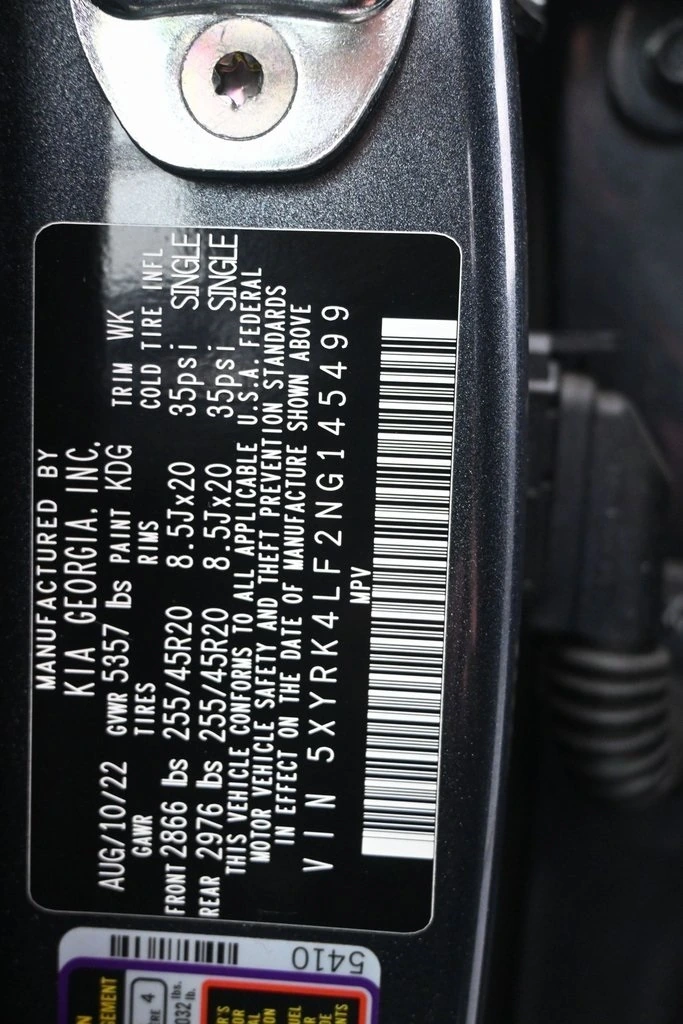 MANUFACTURED BY
KIA GEORGIA, INC.
AUG/10/22 GVWR 5357 lbs PAINT KDG TRIM WK
GAWR TIRES RIMS COLD TIRE INFL
FRONT 2866 lbs 255/45R20 8.5Jx20 35psi SINGLE
REAR 2976 lbs 255/45R20 8.5Jx20 35psi SINGLE
THIS VEHICLE CONFORMS TO ALL APPLICABLE U.S.A. FEDERAL
MOTOR VEHICLE SAFETY AND THEFT PREVENTION STANDARDS
IN EFFECT ON THE DATE OF MANUFACTURE SHOWN ABOVE
VIN 5XYRK4LF2NG145499
MPV
5410